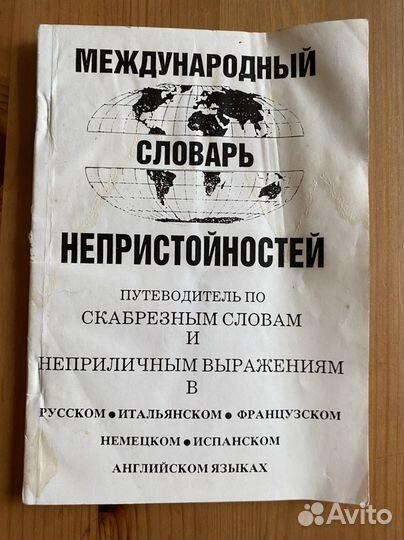 МЕЖДУНАРОДНЫЙ
СЛОВАРЬ
НЕПРИСТОЙНОСТЕЙ
ПУТЕВОДИТЕЛЬ ПО
СКАБРЕЗНЫМ СЛОВАМ
И
НЕПРИЛИЧНЫМ ВЫРАЖЕНИЯМ
В
РУССКОМ • ИТАЛЬЯНСКОМ • ФРАНЦУЗСКОМ
НЕМЕЦКОМ • ИСПАНСКОМ
АНГЛИЙСКОМ ЯЗЫКАХ
Avito